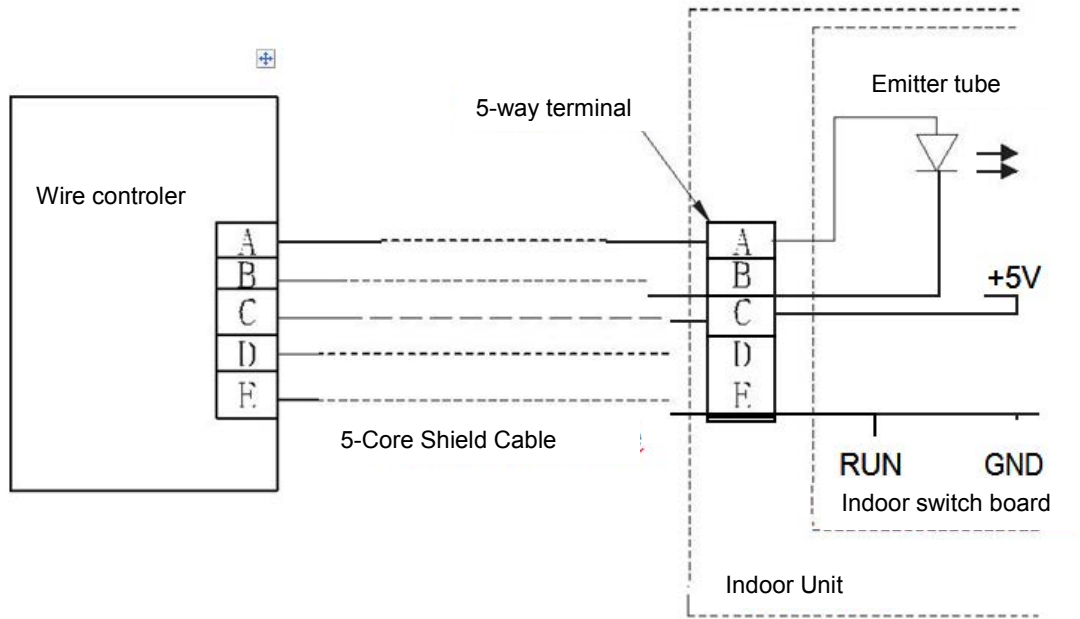 Emitter tube
5-way terminal
Wire controler
A
B
C
D
E
A
B
C
D
E
+5V
5-Core Shield Cable
RUN
GND
Indoor switch board
Indoor Unit